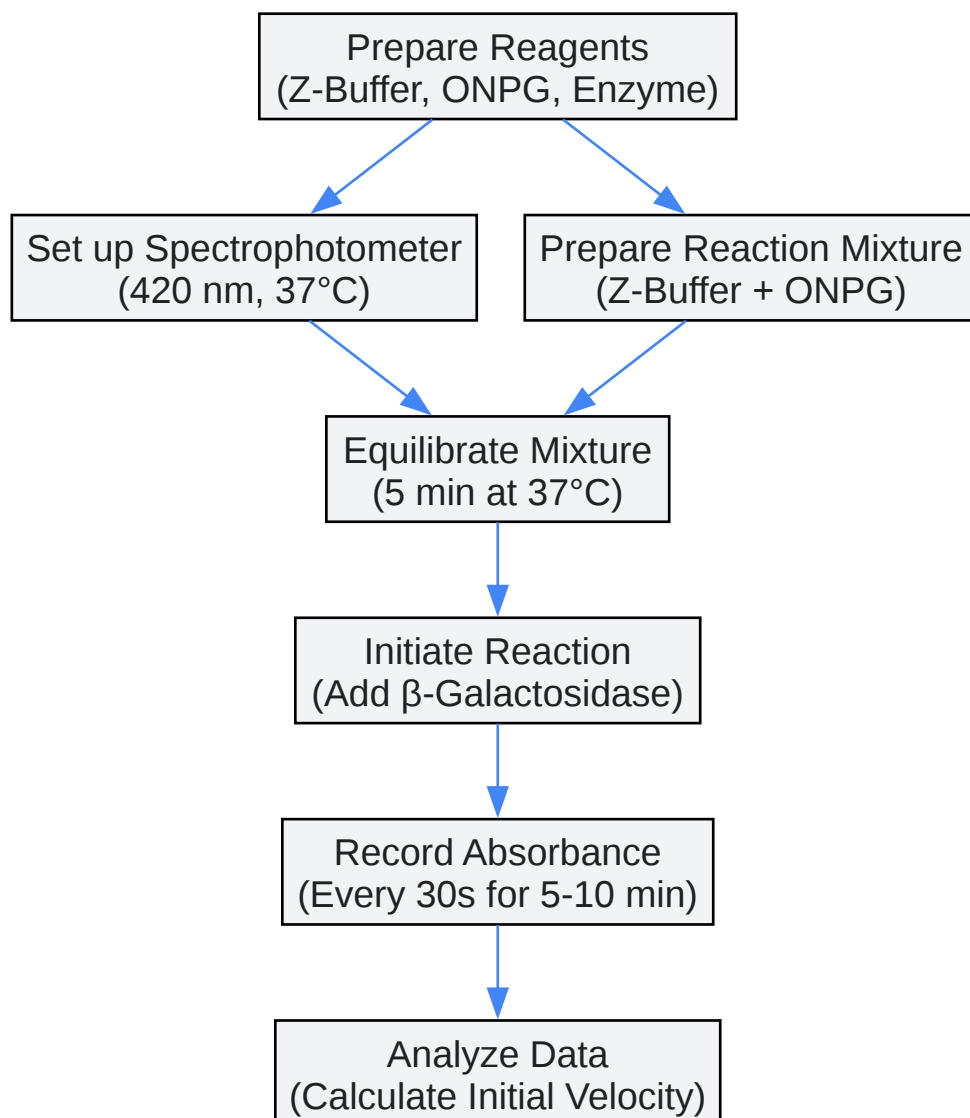 Prepare Reagents
(Z-Buffer, ONPG, Enzyme)
Set up Spectrophotometer
(420 nm, 37°C)
Prepare Reaction Mixture
(Z-Buffer + ONPG)
Equilibrate Mixture
(5 min at 37°C)
Initiate Reaction
(Add β-Galactosidase)
Record Absorbance
(Every 30s for 5-10 min)
Analyze Data
(Calculate Initial Velocity)